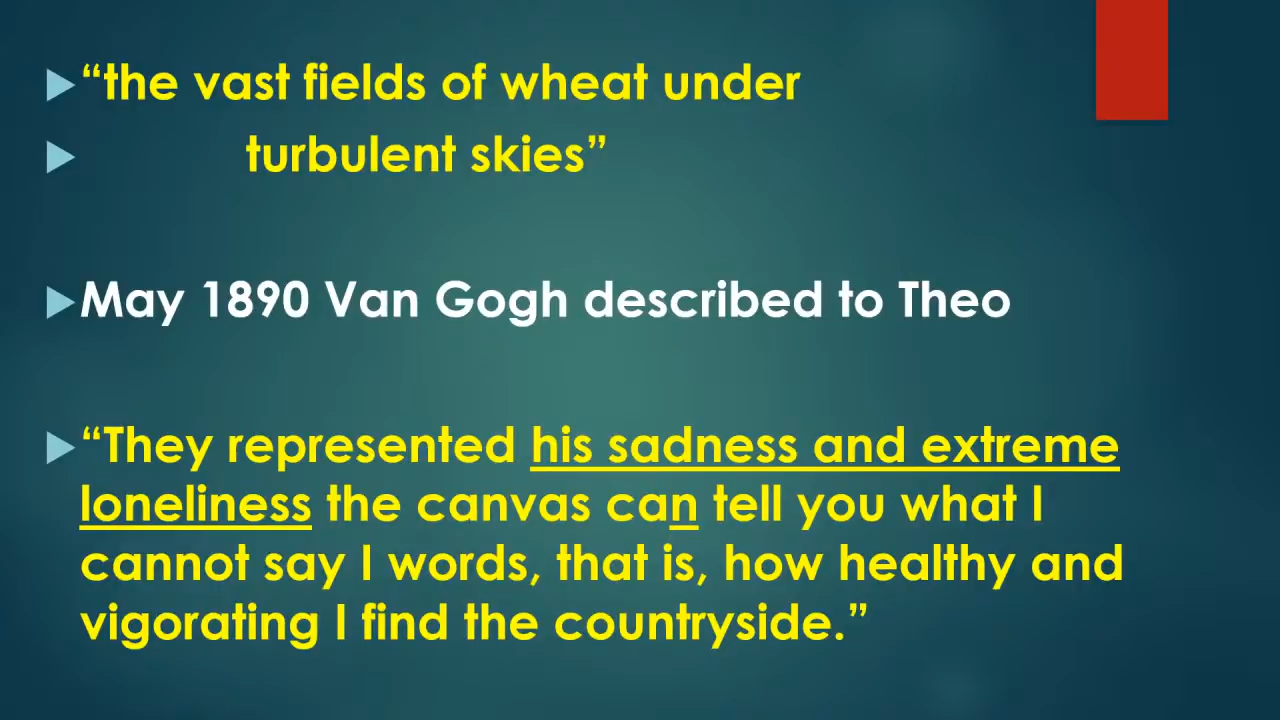 “the vast fields of wheat under
turbulent skies”
May 1890 Van Gogh described to Theo
“They represented his sadness and extreme
loneliness the canvas can tell you what I
cannot say I words, that is, how healthy and
vigorating I find the countryside.”